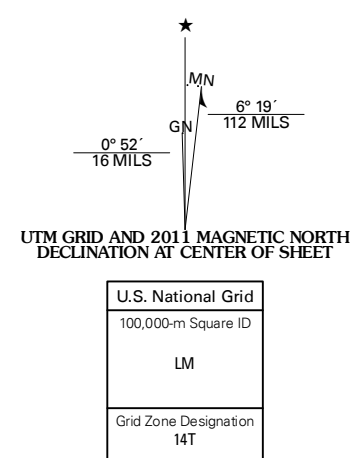 ★
MN
GN
6° 19´
112 MILS
0° 52´
16 MILS
UTM GRID AND 2011 MAGNETIC NORTH
DECLINATION AT CENTER OF SHEET
U.S. National Grid
100,000-m Square ID
LM
Grid Zone Designation
14T